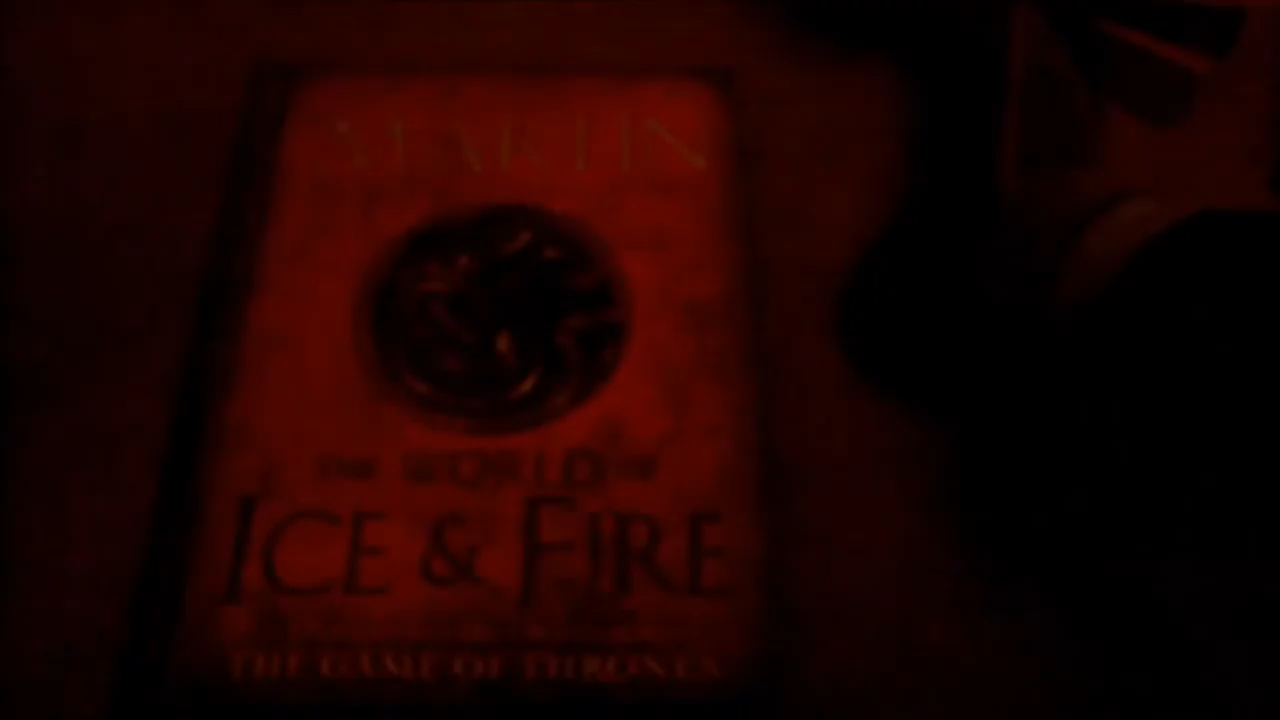 MARTIN
THE WORLD OF
ICE & FIRE
THE GAME OF THRONES